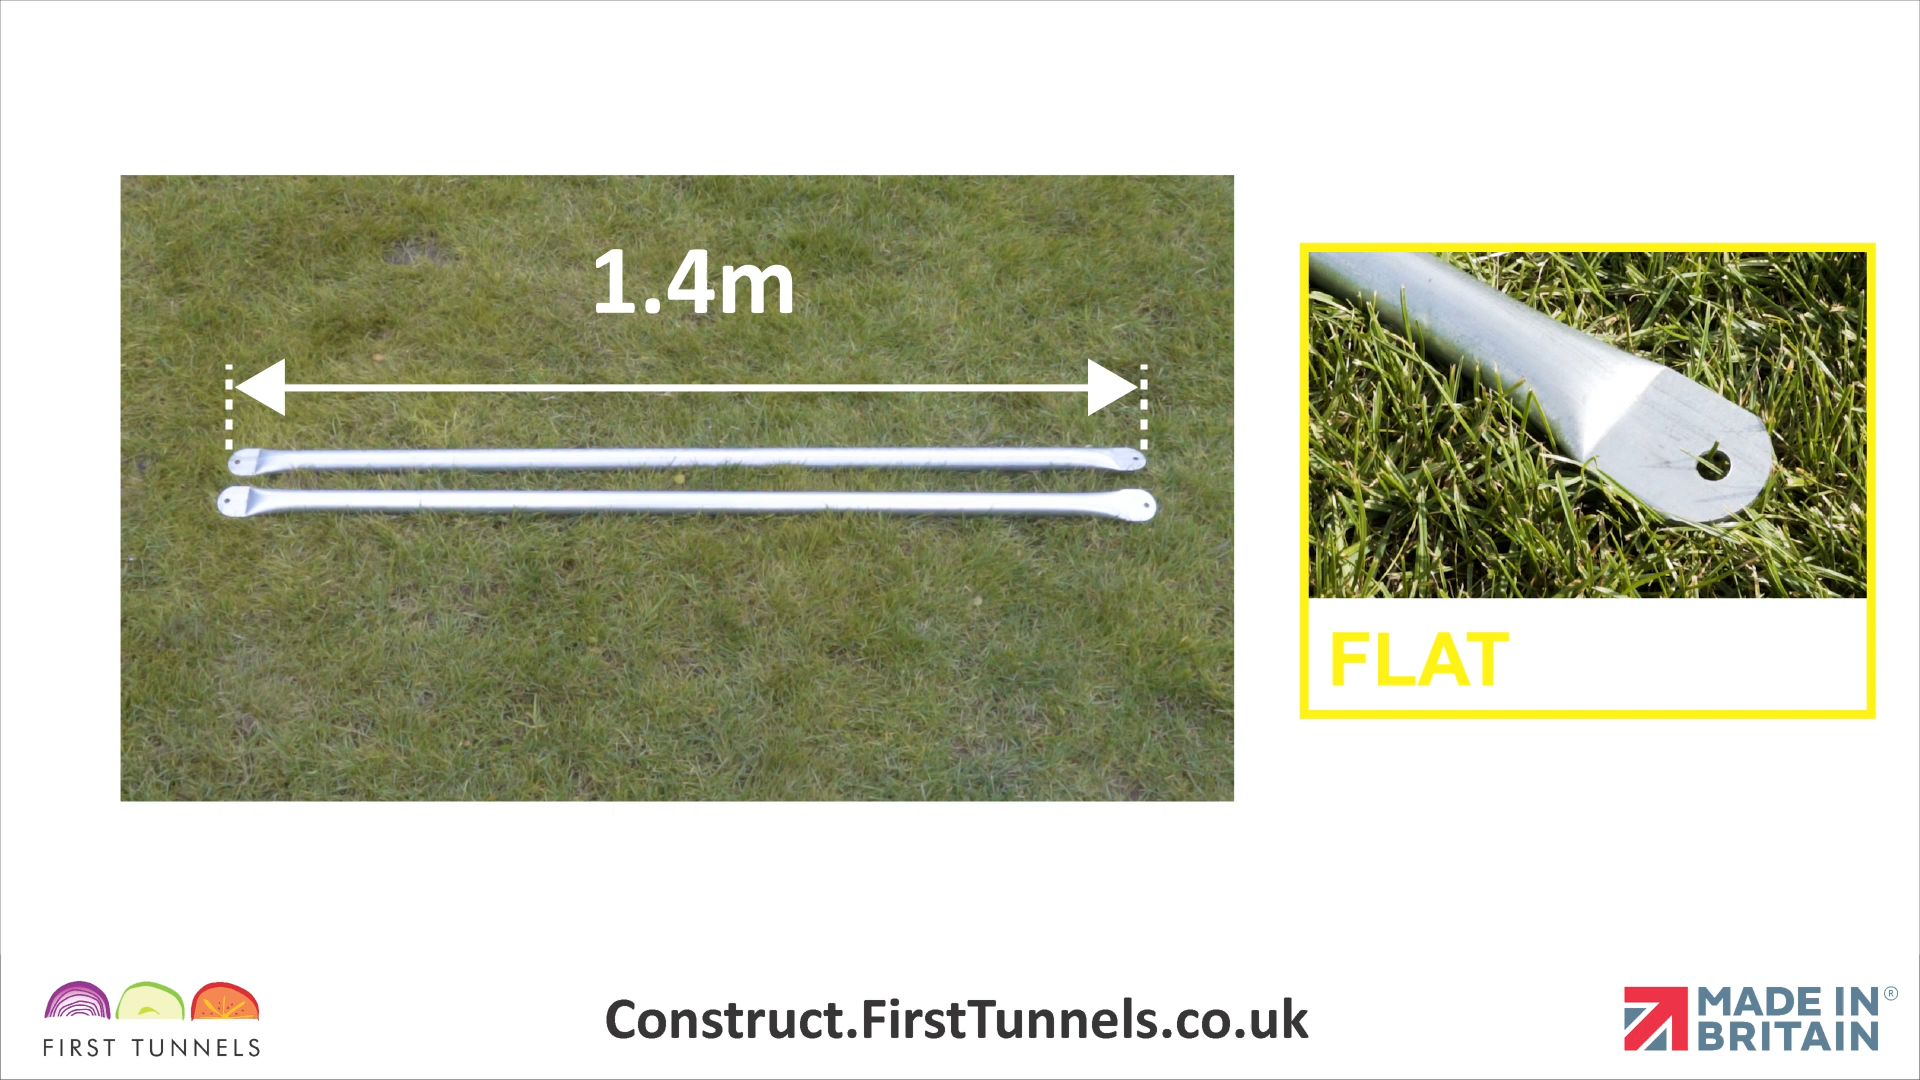 1.4m
FLAT
FIRST TUNNELS
Construct.FirstTunnels.co.uk
MADE IN ®
BRITAIN